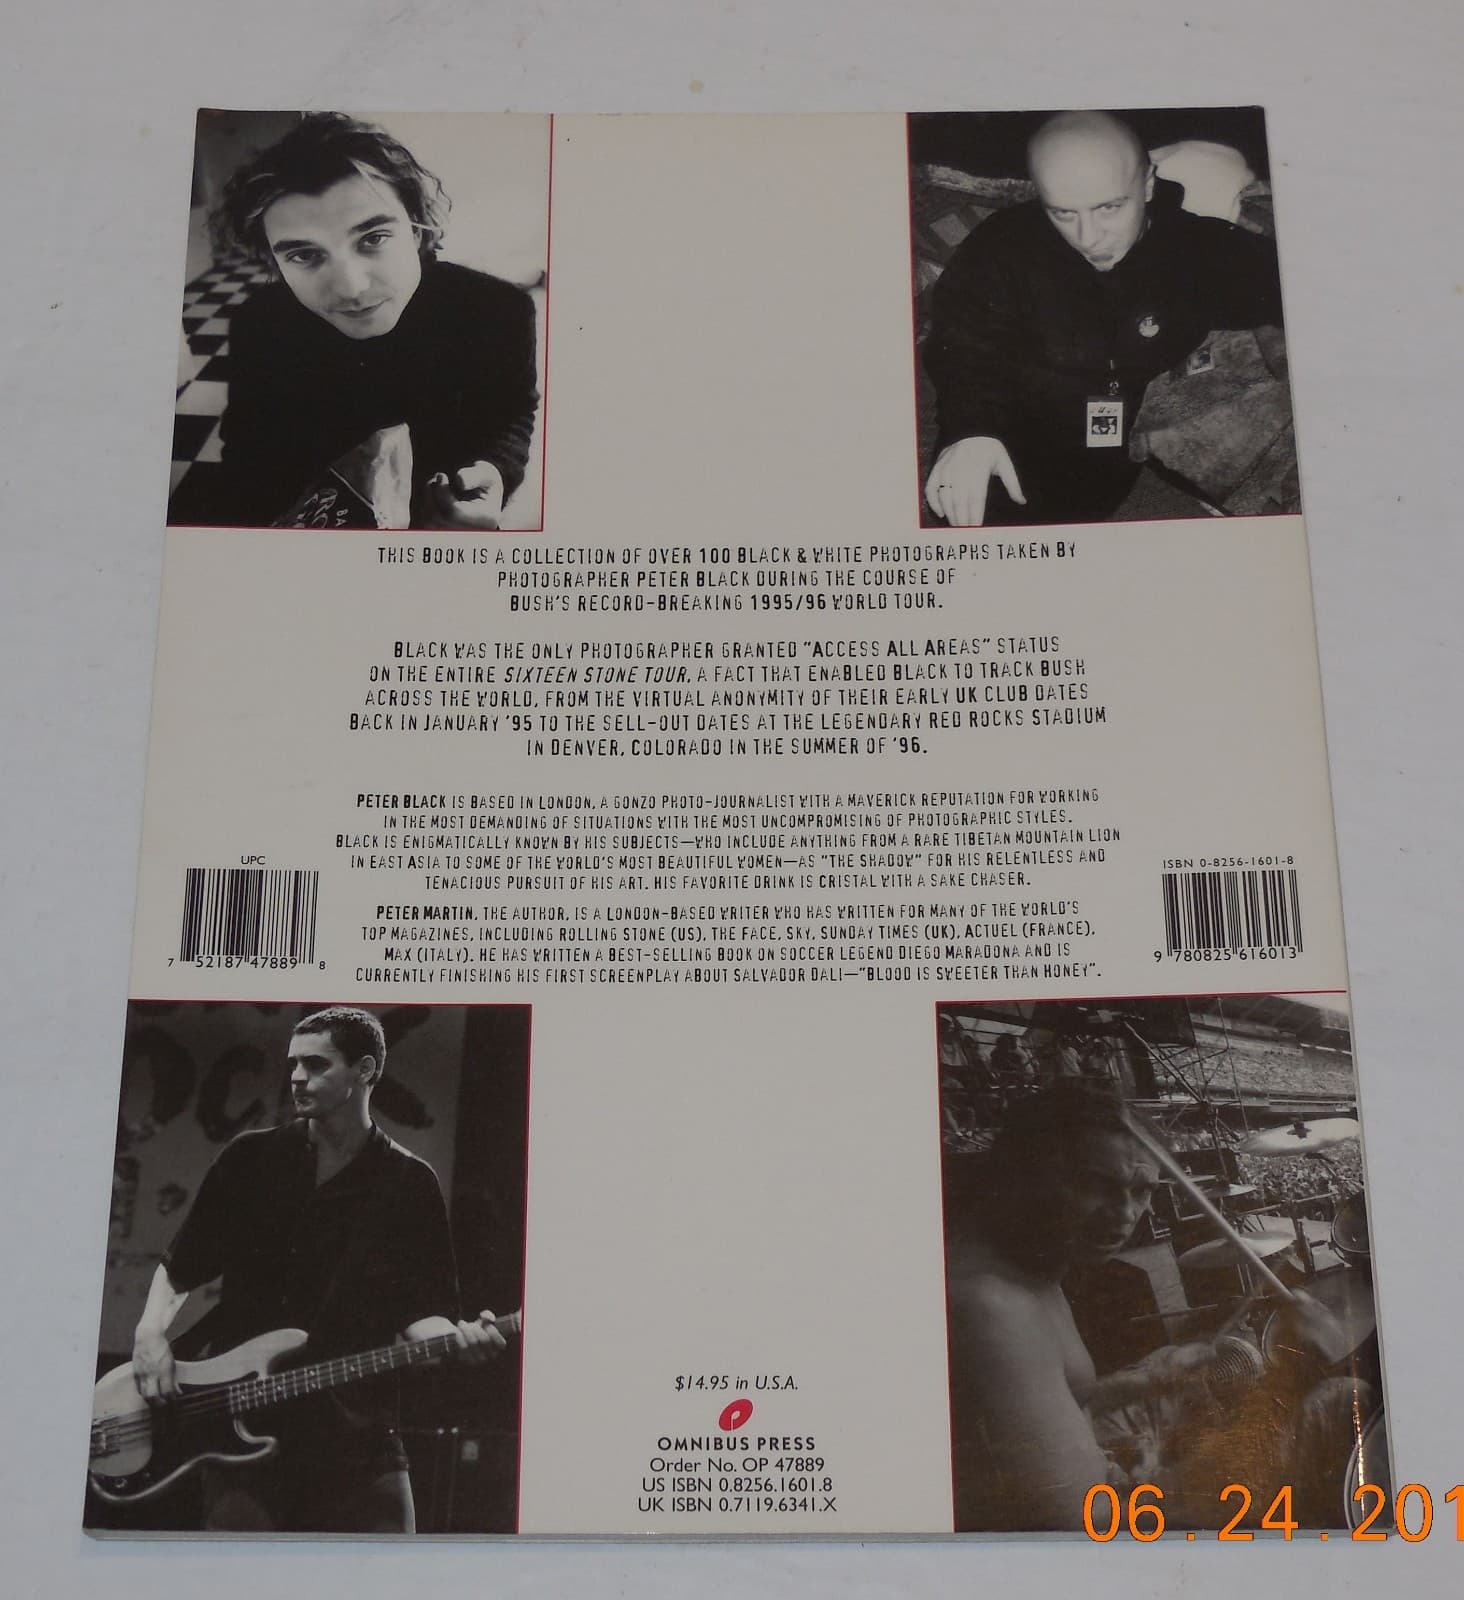 THIS BOOK IS A COLLECTION OF OVER 100 BLACK & WHITE PHOTOGRAPHS TAKEN BY
PHOTOGRAPHER PETER BLACK DURING THE COURSE OF
BUSH'S RECORD-BREAKING 1995/96 WORLD TOUR.
BLACK WAS THE ONLY PHOTOGRAPHER GRANTED "ACCESS ALL AREAS" STATUS
ON THE ENTIRE SIXTEEN STONE TOUR, A FACT THAT ENABLED BLACK TO TRACK BUSH
ACROSS THE WORLD, FROM THE VIRTUAL ANONYMITY OF THEIR EARLY UK CLUB DATES
BACK IN JANUARY '95 TO THE SELL-OUT DATES AT THE LEGENDARY RED ROCKS STADIUM
IN DENVER, COLORADO IN THE SUMMER OF '96.
PETER BLACK IS BASED IN LONDON, A GONZO PHOTO-JOURNALIST WITH A MAVERICK REPUTATION FOR WORKING
IN THE MOST DEMANDING OF SITUATIONS WITH THE MOST UNCOMPROMISING OF PHOTOGRAPHIC STYLES.
BLACK IS ENIGMATICALLY KNOWN BY HIS SUBJECTS—WHO INCLUDE ANYTHING FROM A RARE TIBETAN MOUNTAIN LION
IN EAST ASIA TO SOME OF THE WORLD'S MOST BEAUTIFUL WOMEN—AS "THE SHADOW" FOR HIS RELENTLESS AND
TENACIOUS PURSUIT OF HIS ART. HIS FAVORITE DRINK IS CRISTAL WITH A SAKE CHASER.
PETER MARTIN, THE AUTHOR, IS A LONDON-BASED WRITER WHO HAS WRITTEN FOR MANY OF THE WORLD'S
TOP MAGAZINES, INCLUDING ROLLING STONE (US), THE FACE, SKY, SUNDAY TIMES (UK), ACTUEL (FRANCE),
MAX (ITALY). HE HAS WRITTEN A BEST-SELLING BOOK ON SOCCER LEGEND DIEGO MARADONA AND IS
CURRENTLY FINISHING HIS FIRST SCREENPLAY ABOUT SALVADOR DALI—"BLOOD IS SWEETER THAN HONEY".
UPC
7 52187 47889 8
ISBN 0-8256-1601-8
9 780825 616013
$14.95 in U.S.A.
OMNIBUS PRESS
Order No. OP 47889
US ISBN 0.8256.1601.8
UK ISBN 0.7119.6341.X
06.24.201